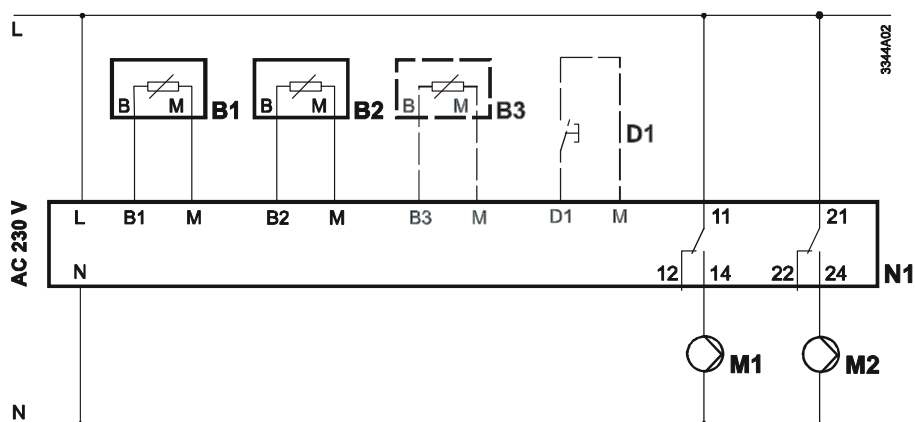 L
3344A02
B M B1
B M B2
B M B3
D1
AC 230 V
L B1 M B2 M B3 M D1 M 11 21
N 12 14 22 24 N1
M1 M2
N